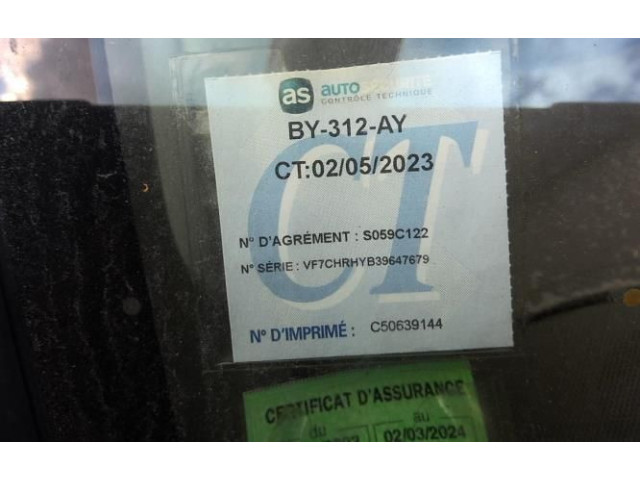 as AUTO
CONTRÔLE TECHNIQUE
BY-312-AY
CT:02/05/2023
CT
N° D'AGRÉMENT : S059C122
N° SÉRIE : VF7CHRHYB39647679
N° D'IMPRIMÉ : C50639144
CERTIFICAT D'ASSURANCE
du au
02/03/2024